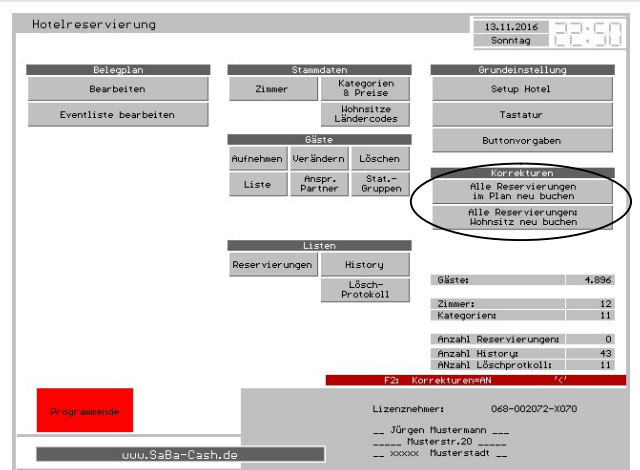 Hotelreservierung
13.11.2016
Sonntag
Belegplan
Bearbeiten
Eventliste bearbeiten
Stammdaten
Zimmer
Kategorien
& Preise
Wohnsitze
Ländercodes
Gäste
Aufnehmen
Verändern
Löschen
Liste
Anspr.
Partner
Stat.-
Gruppen
Listen
Reservierungen
History
Lösch-
Protokoll
Grundeinstellung
Setup Hotel
Tastatur
Buttonvorgaben
Korrekturen
Alle Reservierungen
im Plan neu buchen
Alle Reservierungen:
Wohnsitz neu buchen
Gäste: 4.896
Zimmer: 12
Kategorien: 11
Anzahl Reservierungen: 0
Anzahl History: 43
ANzahl Löschprotkoll: 11
F2: Korrekturen=AN '<'
Programmende
Lizenznehmer: 068-002072-X070
__ Jürgen Mustermann ___
_____ Musterstr.20 _____
__ xxxxx Musterstadt __
www.SaBa-Cash.de